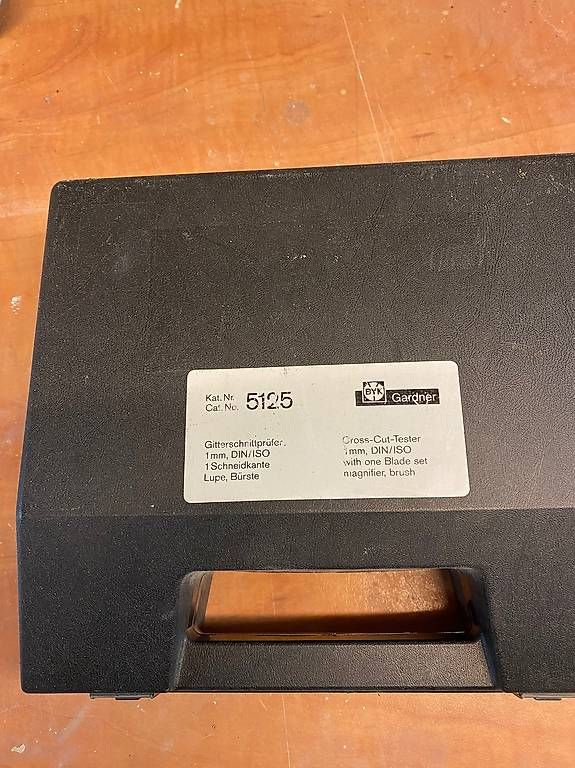 Kat. Nr.
Cat. No. 5125
BYK
Gardner
Gitterschnittprüfer,
1mm, DIN/ISO
1 Schneidkante
Lupe, Bürste
Cross-Cut-Tester
1mm, DIN/ISO
with one Blade set
magnifier, brush